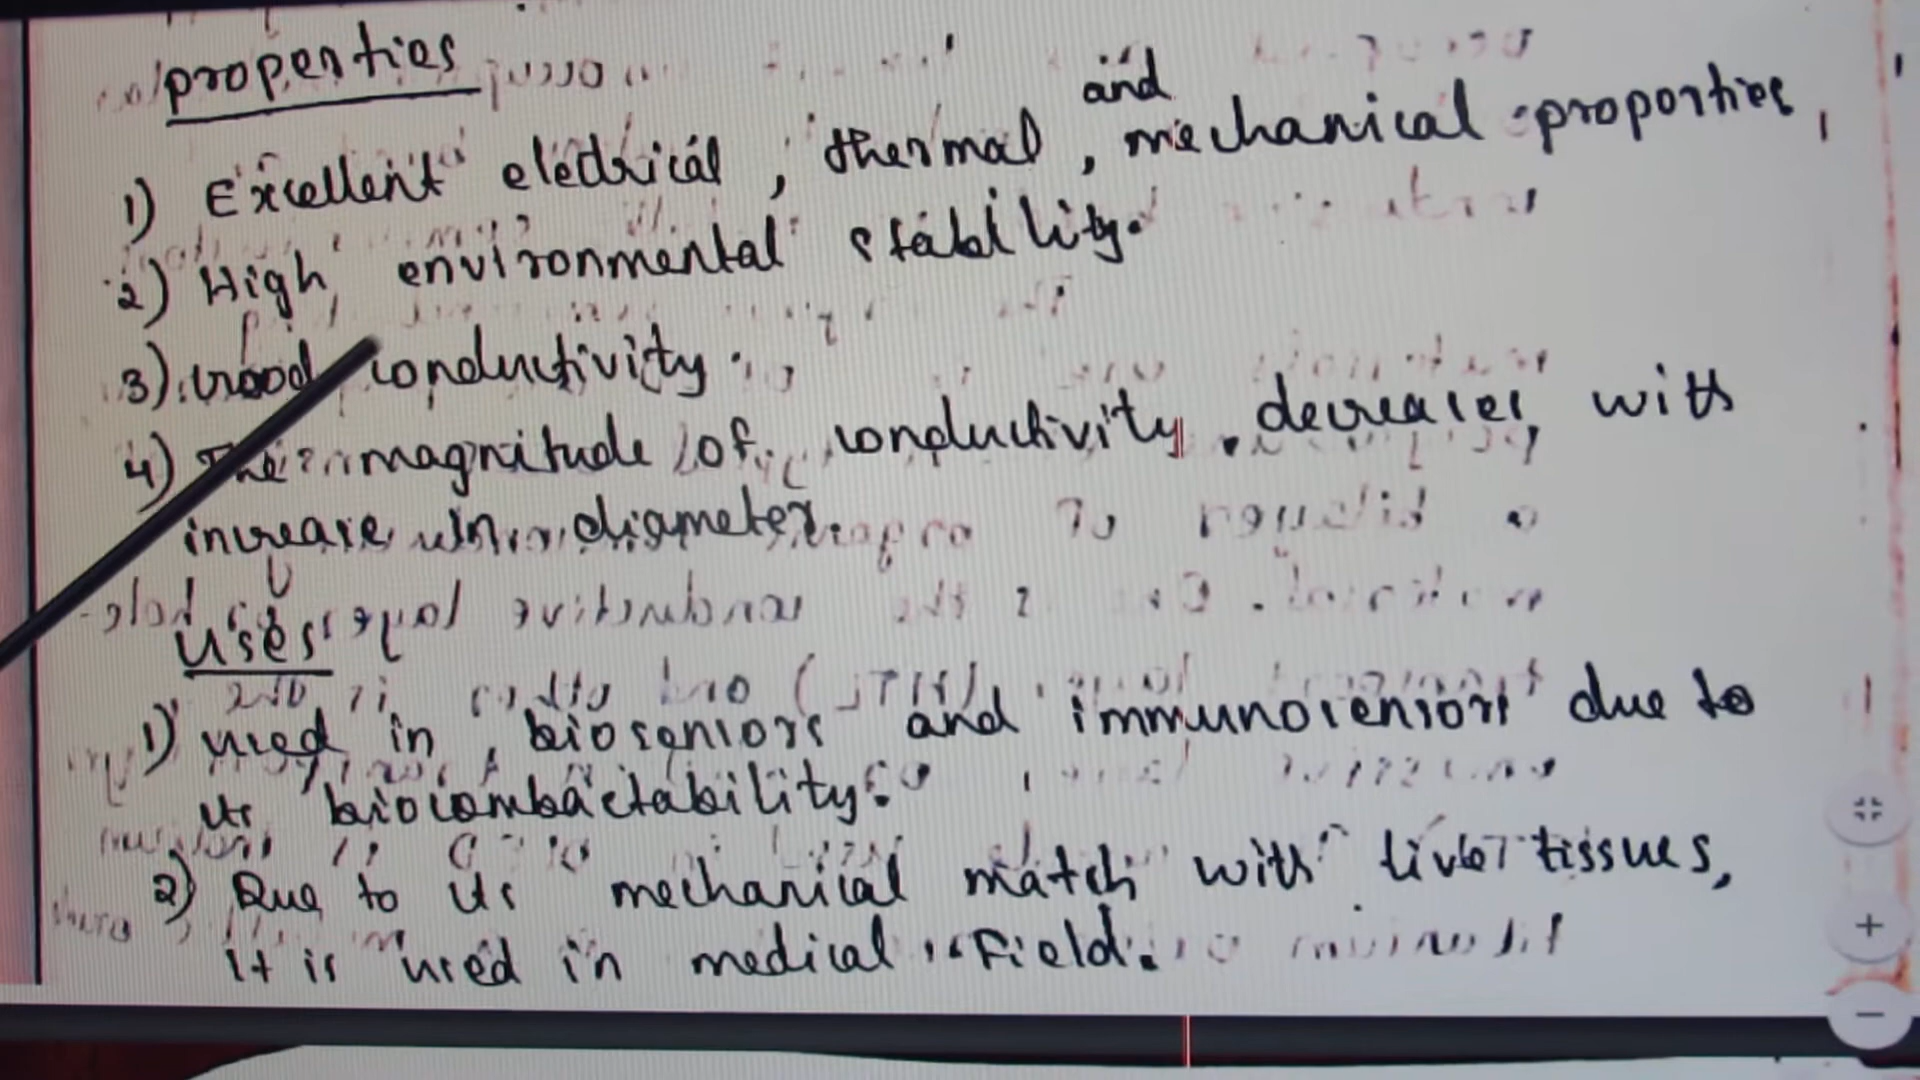 properties
1) Excellent electrical, thermal, and mechanical properties,
2) High environmental stability.
3) Good conductivity.
4) The magnitude of conductivity decreases with
increase in diameter.
Uses
1) used in biosensors and immunosensors due to
its biocombactability.
2) Due to its mechanical match with liver tissues,
it is used in medical field.